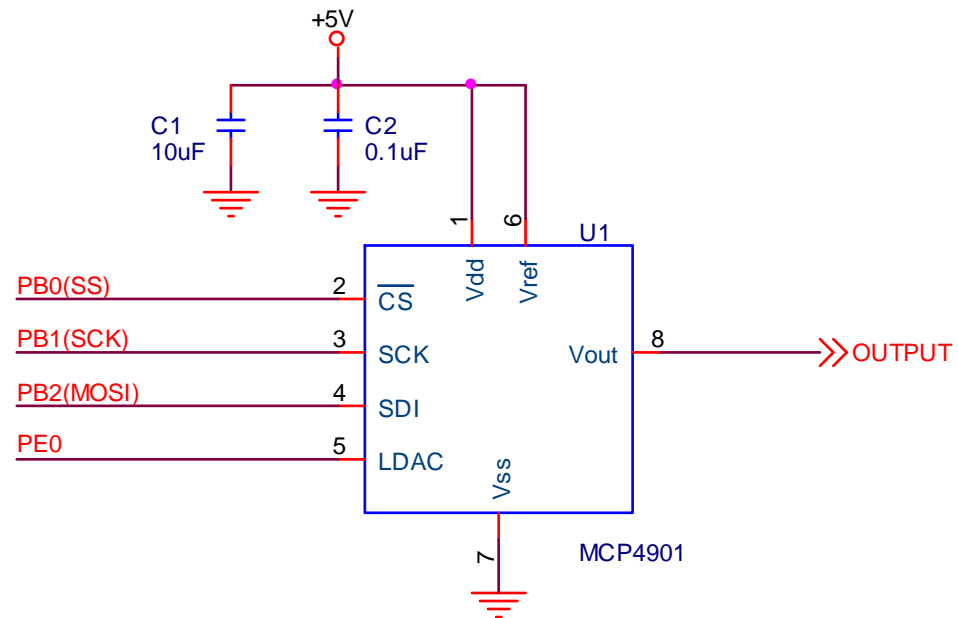 +5V
C1
10uF
C2
0.1uF
1
6
U1
Vdd
Vref
PB0(SS)
2
CS
PB1(SCK)
3
SCK
Vout
8
OUTPUT
PB2(MOSI)
4
SDI
PE0
5
LDAC
Vss
7
MCP4901